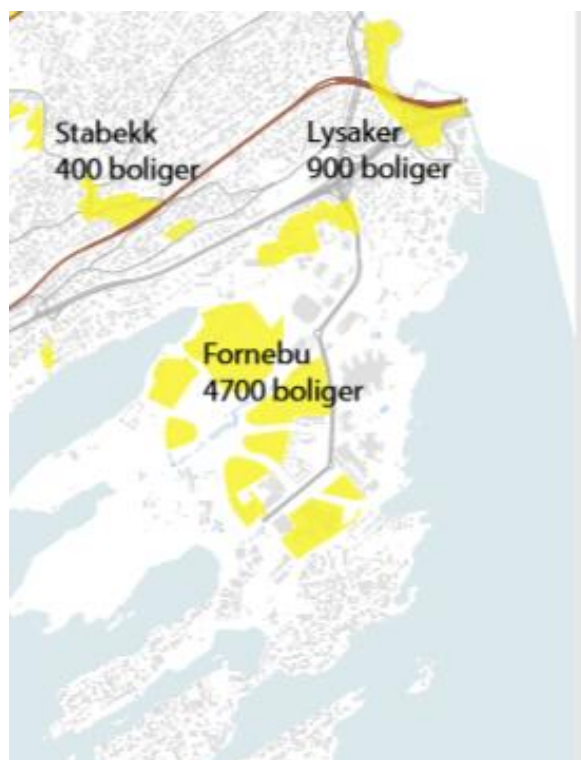 Stabekk
400 boliger
Lysaker
900 boliger
Fornebu
4700 boliger